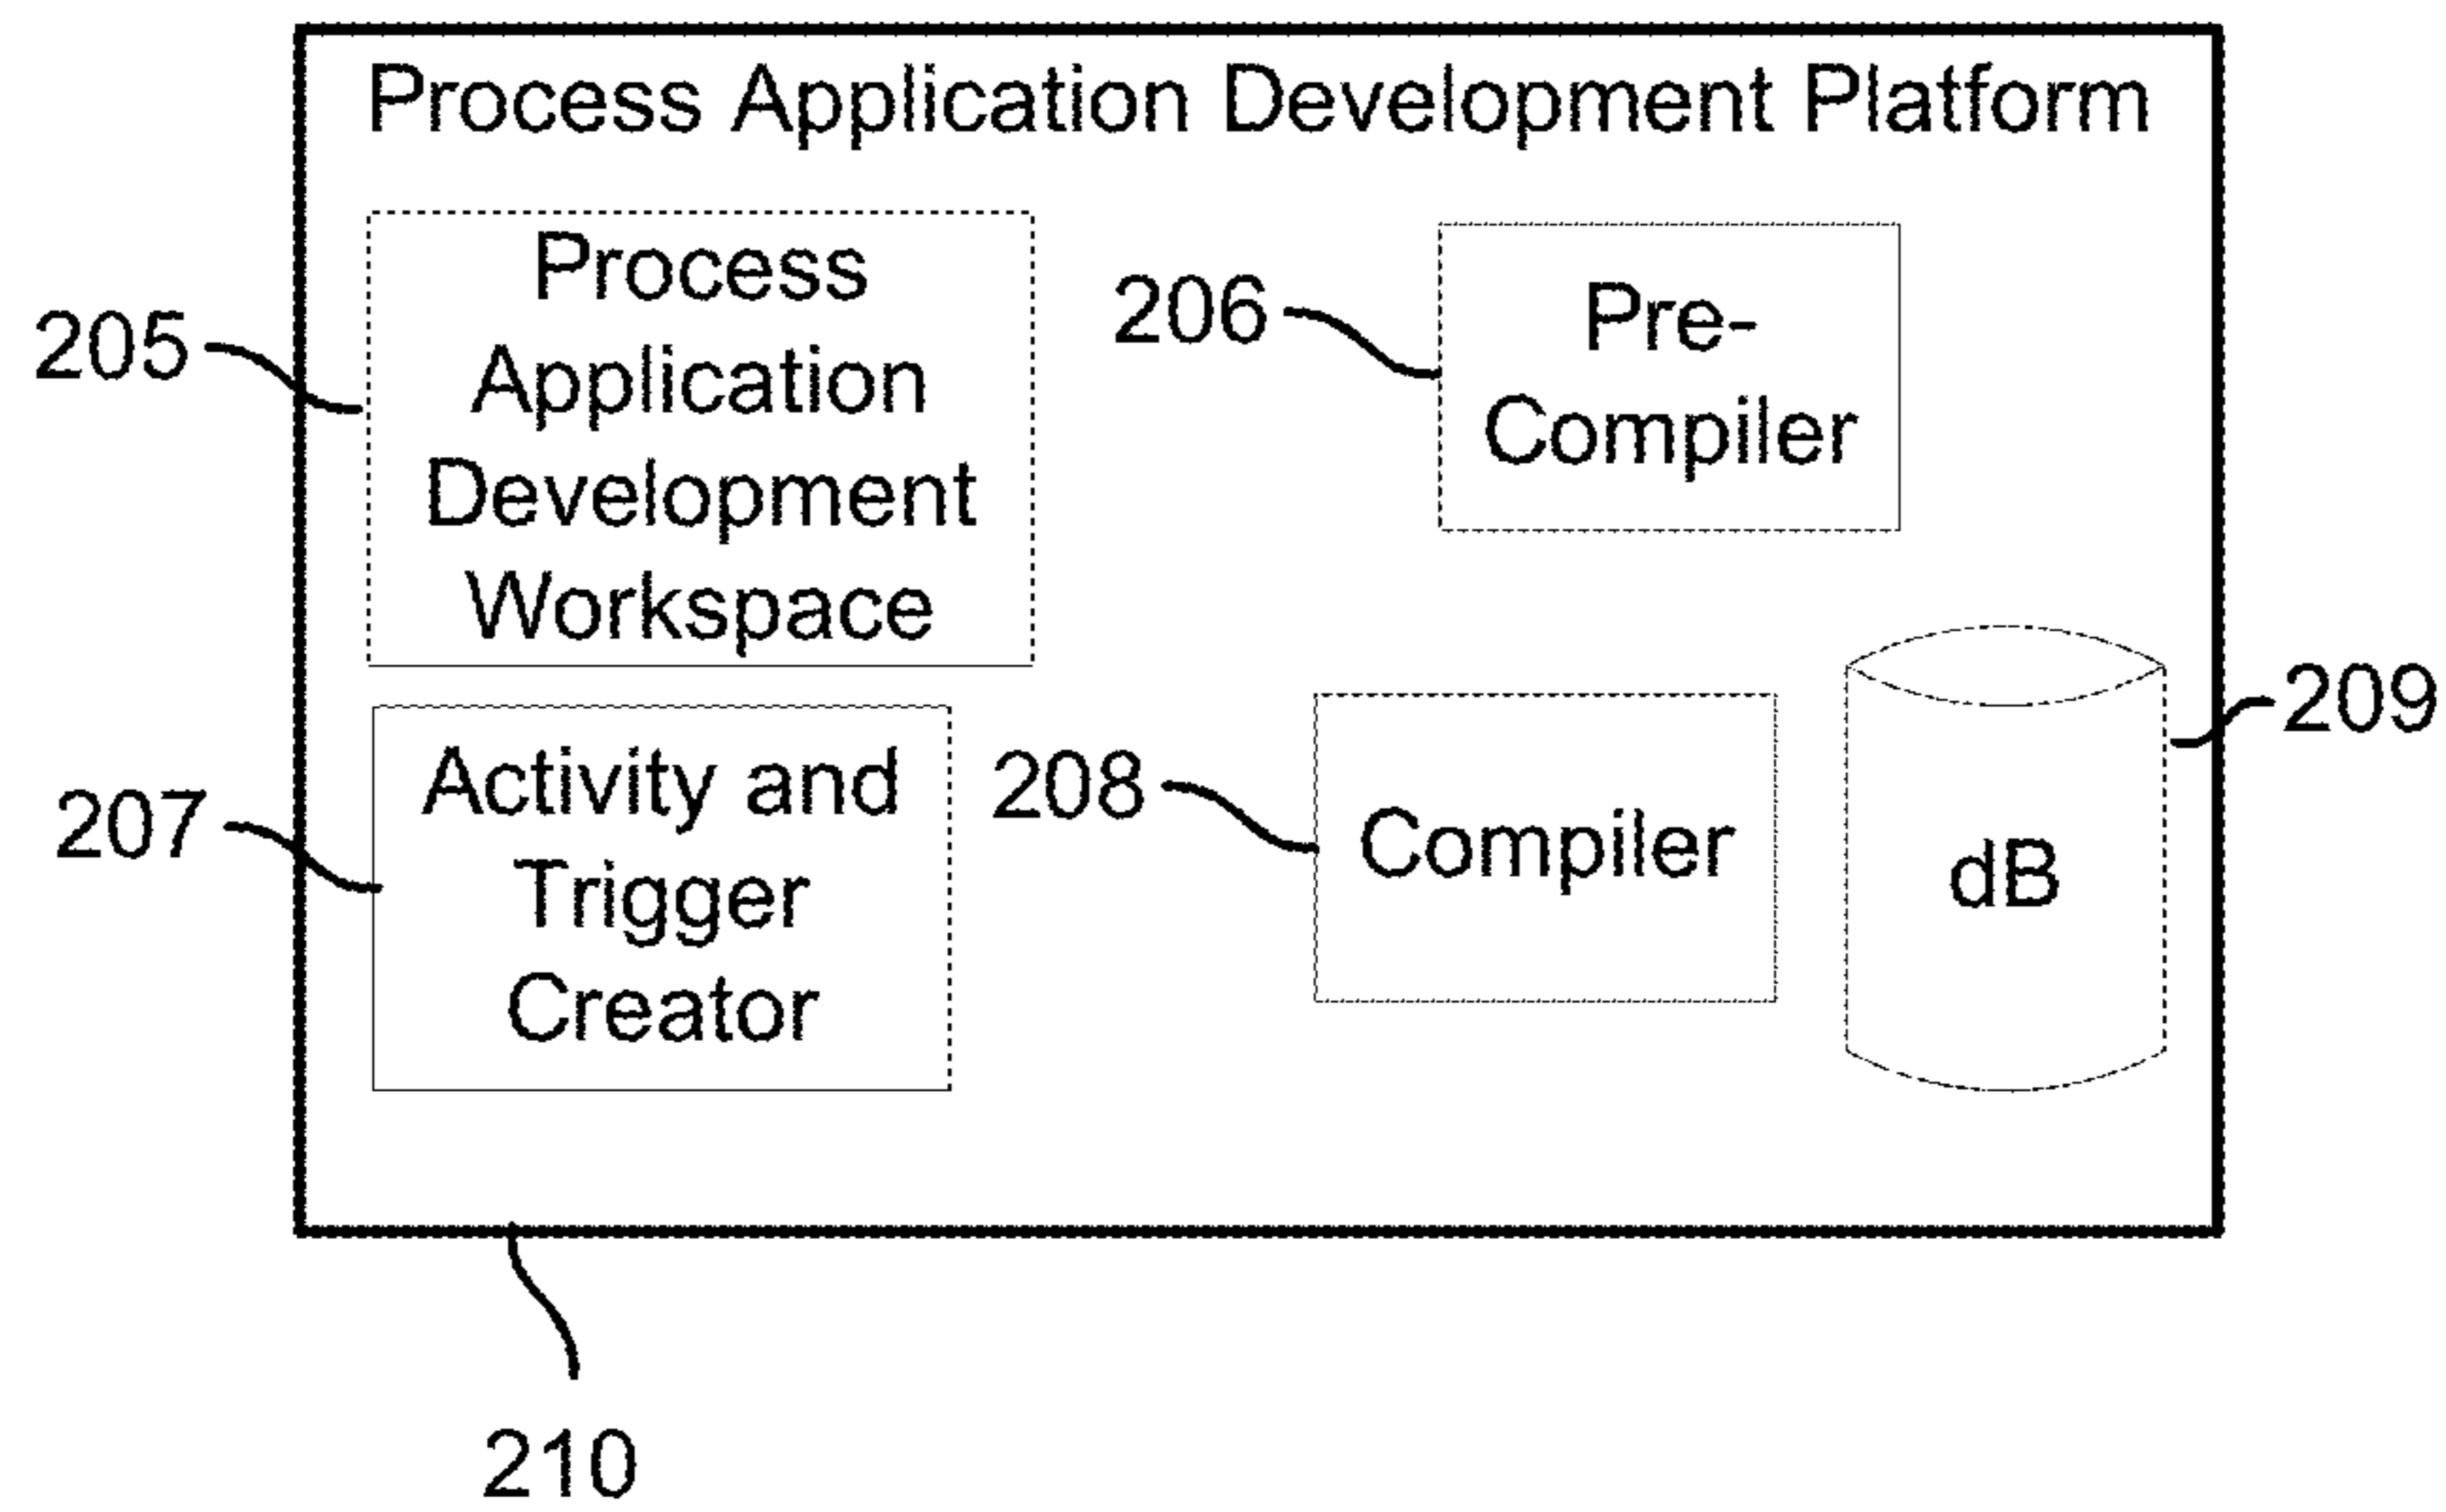 Process Application Development Platform
205
Process
Application
Development
Workspace
206
Pre-
Compiler
207
Activity and
Trigger
Creator
208
Compiler
dB
209
210